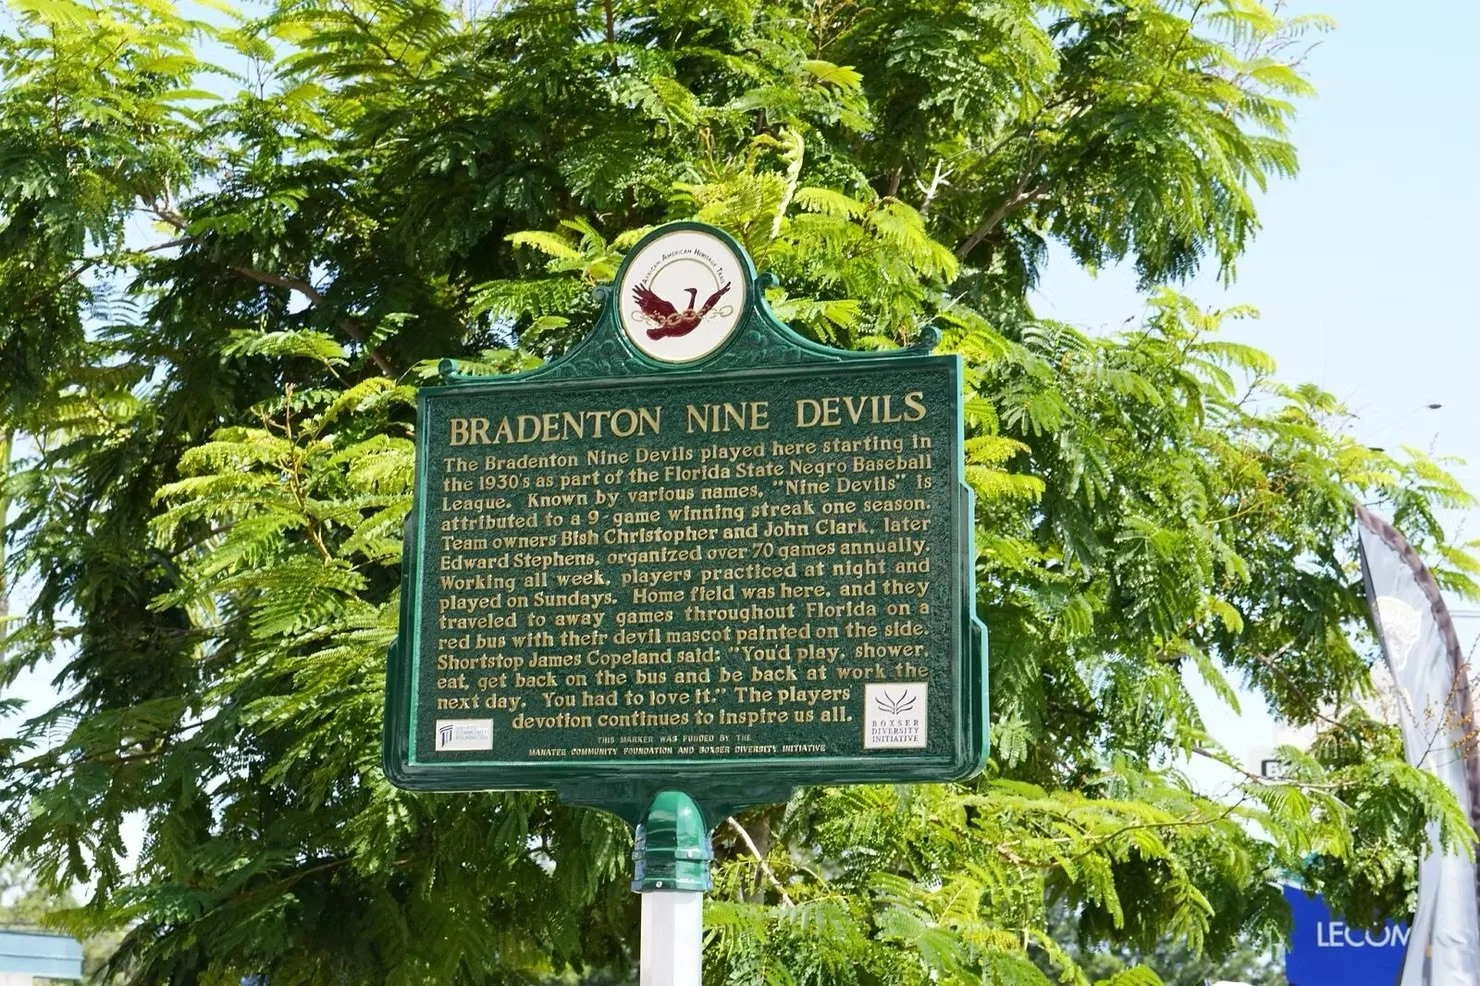 AFRICAN AMERICAN HERITAGE TRAIL
BRADENTON NINE DEVILS
The Bradenton Nine Devils played here starting in
the 1930's as part of the Florida State Negro Baseball
League. Known by various names, "Nine Devils" is
attributed to a 9-game winning streak one season.
Team owners Bish Christopher and John Clark, later
Edward Stephens, organized over 70 games annually.
Working all week, players practiced at night and
played on Sundays. Home field was here, and they
traveled to away games throughout Florida on a
red bus with their devil mascot painted on the side.
Shortstop James Copeland said: "You'd play, shower,
eat, get back on the bus and be back at work the
next day. You had to love it." The players
devotion continues to inspire us all.
THIS MARKER WAS FUNDED BY THE
MANATEE COMMUNITY FOUNDATION AND BOXSER DIVERSITY INITIATIVE
MANATEE
COMMUNITY
FOUNDATION
BOXSER
DIVERSITY
INITIATIVE
LECOM